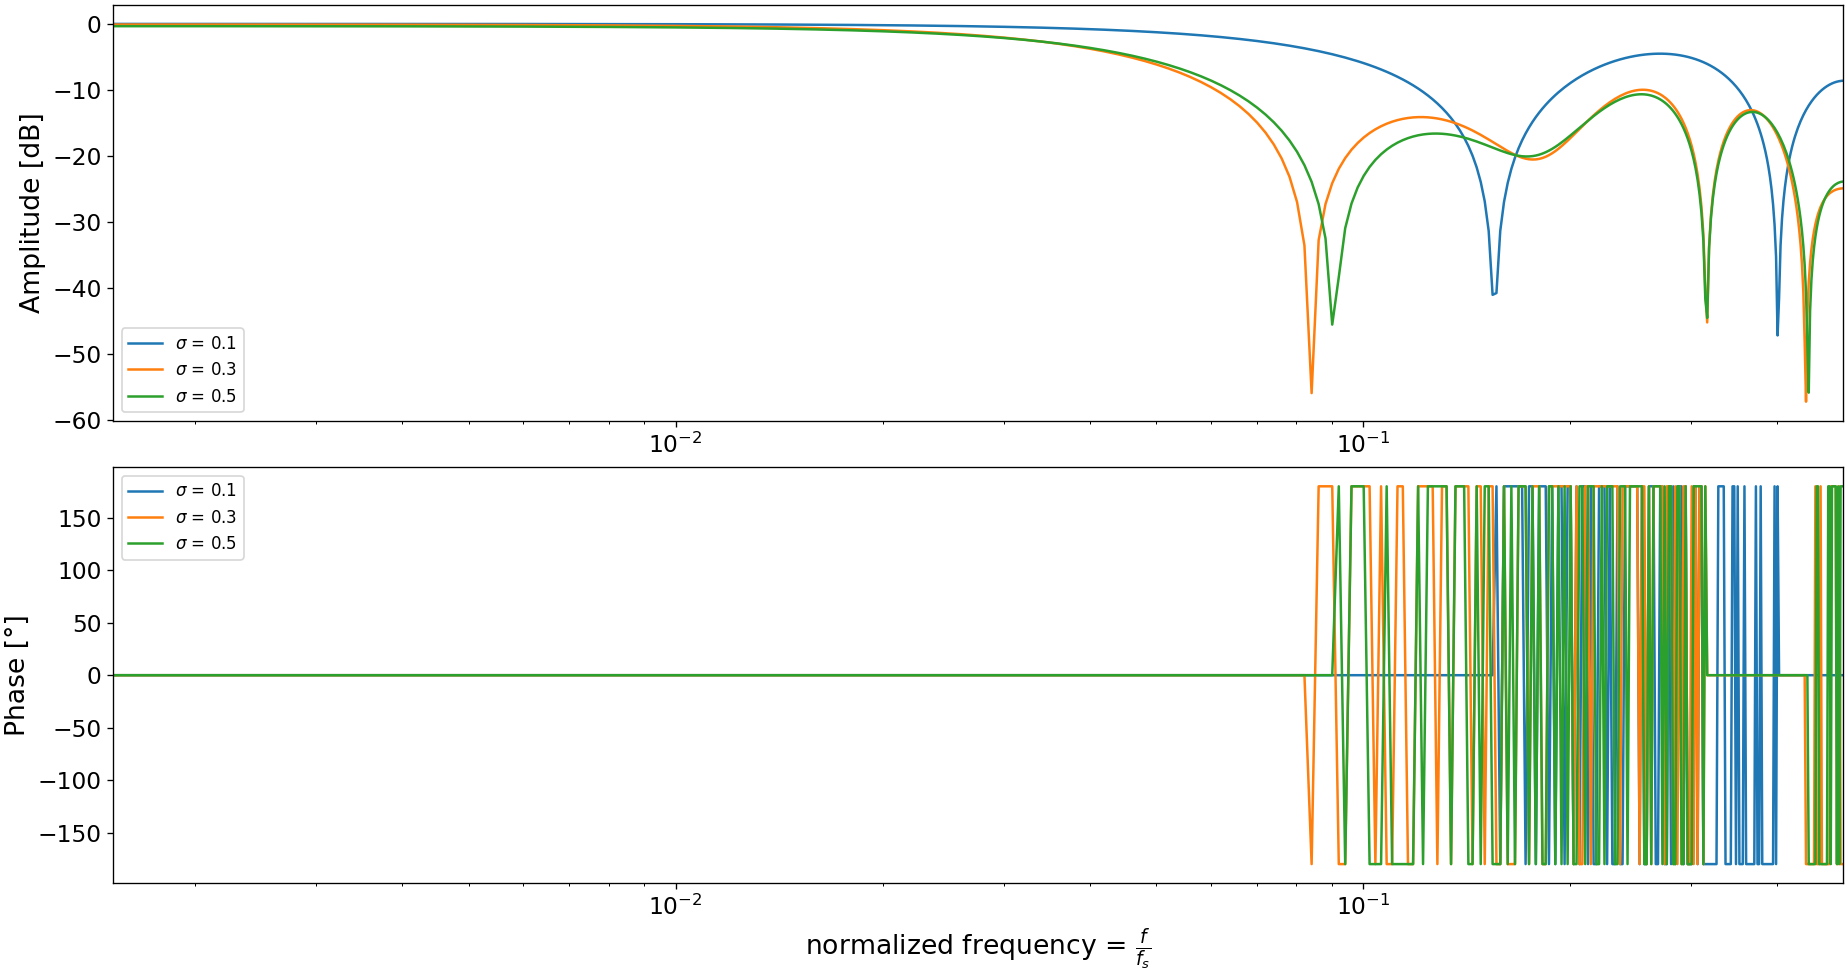 Amplitude [dB]
0
−10
−20
−30
−40
−50
−60
σ = 0.1
σ = 0.3
σ = 0.5
10⁻² 10⁻¹
Phase [°]
150
100
50
0
−50
−100
−150
σ = 0.1
σ = 0.3
σ = 0.5
10⁻² 10⁻¹
normalized frequency = f/fₛ